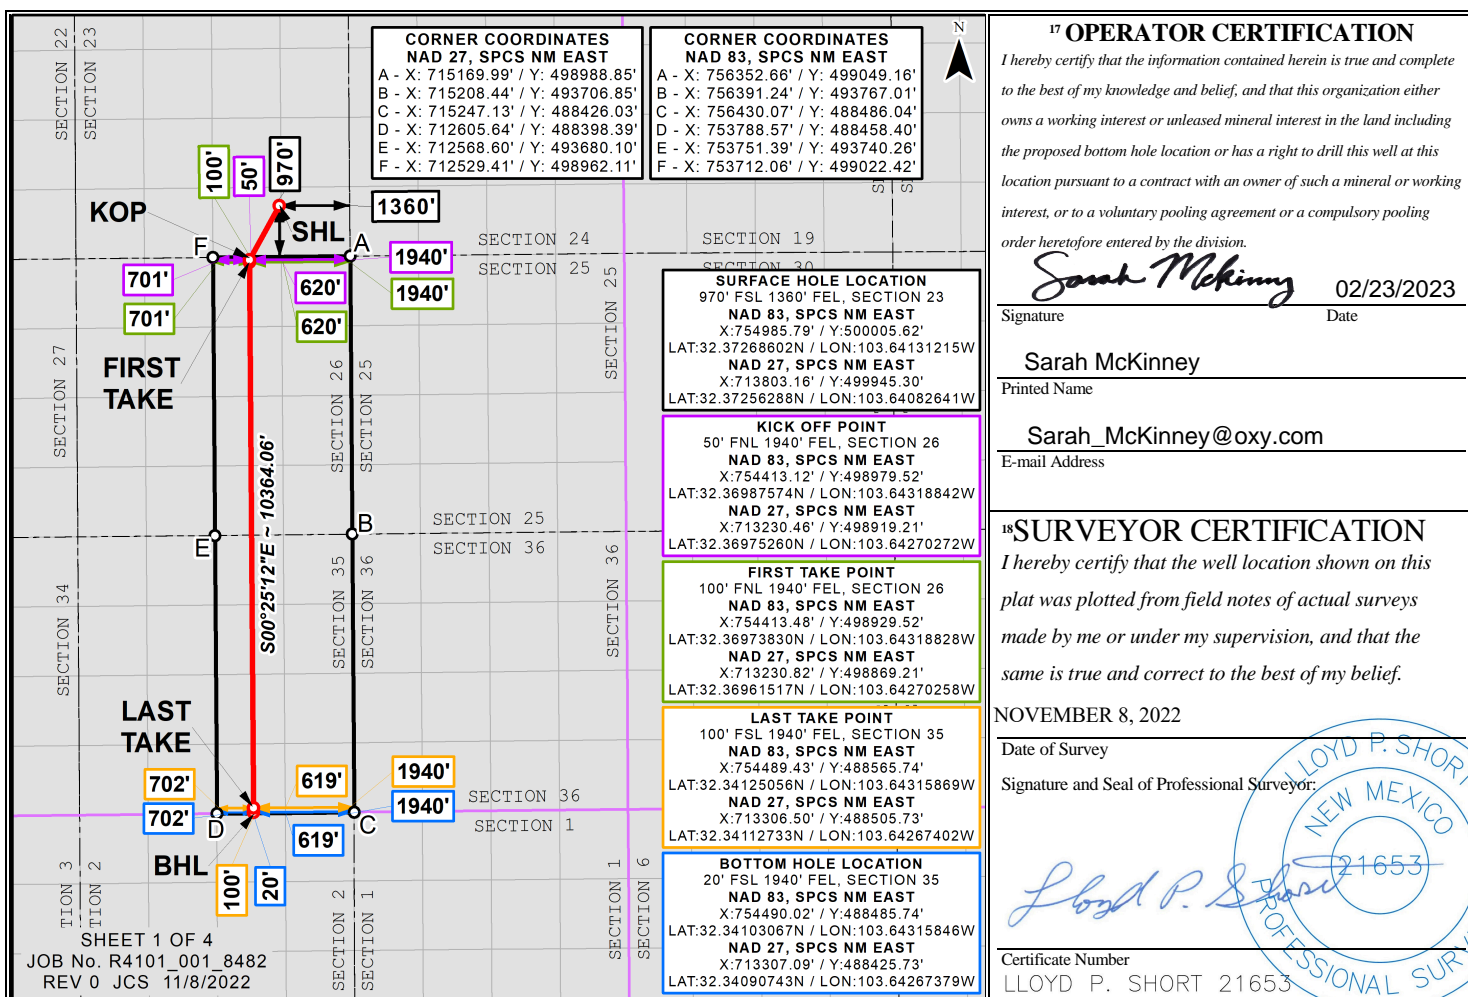 SECTION 22
SECTION 23
CORNER COORDINATES
NAD 27, SPCS NM EAST
A - X: 715169.99' / Y: 498988.85'
B - X: 715208.44' / Y: 493706.85'
C - X: 715247.13' / Y: 488426.03'
D - X: 712605.64' / Y: 488398.39'
E - X: 712568.60' / Y: 493680.10'
F - X: 712529.41' / Y: 498962.11'
CORNER COORDINATES
NAD 83, SPCS NM EAST
A - X: 756352.66' / Y: 499049.16'
B - X: 756391.24' / Y: 493767.01'
C - X: 756430.07' / Y: 488486.04'
D - X: 753788.57' / Y: 488458.40'
E - X: 753751.39' / Y: 493740.26'
F - X: 753712.06' / Y: 499022.42'
N
100'
50'
970'
1360'
KOP
SHL
F
A
SECTION 24
SECTION 25
SECTION 19
SECTION 30
701'
620'
1940'
701'
620'
1940'
FIRST
TAKE
SECTION 27
SECTION 26
SECTION 25
SECTION 25
S00°25'12"E ~ 10364.06'
B
E
SECTION 25
SECTION 36
SECTION 34
SECTION 35
SECTION 36
SECTION 36
LAST
TAKE
702'
619'
1940'
702'
619'
1940'
D
C
SECTION 36
SECTION 1
BHL
100'
20'
TION 3
TION 2
SECTION 2
SECTION 1
SECTION 1
SECTION 6
SHEET 1 OF 4
JOB No. R4101_001_8482
REV 0 JCS 11/8/2022
SURFACE HOLE LOCATION
970' FSL 1360' FEL, SECTION 23
NAD 83, SPCS NM EAST
X:754985.79' / Y:500005.62'
LAT:32.37268602N / LON:103.64131215W
NAD 27, SPCS NM EAST
X:713803.16' / Y:499945.30'
LAT:32.37256288N / LON:103.64082641W
KICK OFF POINT
50' FNL 1940' FEL, SECTION 26
NAD 83, SPCS NM EAST
X:754413.12' / Y:498979.52'
LAT:32.36987574N / LON:103.64318842W
NAD 27, SPCS NM EAST
X:713230.46' / Y:498919.21'
LAT:32.36975260N / LON:103.64270272W
FIRST TAKE POINT
100' FNL 1940' FEL, SECTION 26
NAD 83, SPCS NM EAST
X:754413.48' / Y:498929.52'
LAT:32.36973830N / LON:103.64318828W
NAD 27, SPCS NM EAST
X:713230.82' / Y:498869.21'
LAT:32.36961517N / LON:103.64270258W
LAST TAKE POINT
100' FSL 1940' FEL, SECTION 35
NAD 83, SPCS NM EAST
X:754489.43' / Y:488565.74'
LAT:32.34125056N / LON:103.64315869W
NAD 27, SPCS NM EAST
X:713306.50' / Y:488505.73'
LAT:32.34112733N / LON:103.64267402W
BOTTOM HOLE LOCATION
20' FSL 1940' FEL, SECTION 35
NAD 83, SPCS NM EAST
X:754490.02' / Y:488485.74'
LAT:32.34103067N / LON:103.64315846W
NAD 27, SPCS NM EAST
X:713307.09' / Y:488425.73'
LAT:32.34090743N / LON:103.64267379W
17 OPERATOR CERTIFICATION
I hereby certify that the information contained herein is true and complete
to the best of my knowledge and belief, and that this organization either
owns a working interest or unleased mineral interest in the land including
the proposed bottom hole location or has a right to drill this well at this
location pursuant to a contract with an owner of such a mineral or working
interest, or to a voluntary pooling agreement or a compulsory pooling
order heretofore entered by the division.
Sarah McKinney 02/23/2023
Signature Date
Sarah McKinney
Printed Name
Sarah_McKinney@oxy.com
E-mail Address
18SURVEYOR CERTIFICATION
I hereby certify that the well location shown on this
plat was plotted from field notes of actual surveys
made by me or under my supervision, and that the
same is true and correct to the best of my belief.
NOVEMBER 8, 2022
Date of Survey
Signature and Seal of Professional Surveyor:
LLOYD P. SHORT
NEW MEXICO
21653
PROFESSIONAL SUR
Lloyd P. Short
Certificate Number
LLOYD P. SHORT 21653